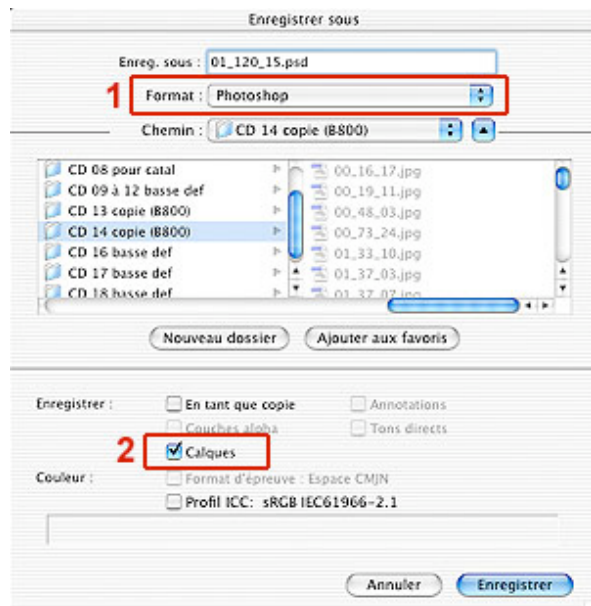 Enregistrer sous
Enreg. sous : 01_120_15.psd
1 Format : Photoshop
Chemin : CD 14 copie (B800)
CD 08 pour catal
CD 09 à 12 basse def
CD 13 copie (B800)
CD 14 copie (B800)
CD 16 basse def
CD 17 basse def
CD 18 basse def
00_16_17.jpg
00_19_11.jpg
00_48_03.jpg
00_73_24.jpg
01_33_10.jpg
01_37_03.jpg
01_37_07.jpg
Nouveau dossier Ajouter aux favoris
Enregistrer : En tant que copie Annotations
Couches alpha Tons directs
2 Calques
Couleur : Format d'épreuve : Espace CMJN
Profil ICC: sRGB IEC61966-2.1
Annuler Enregistrer